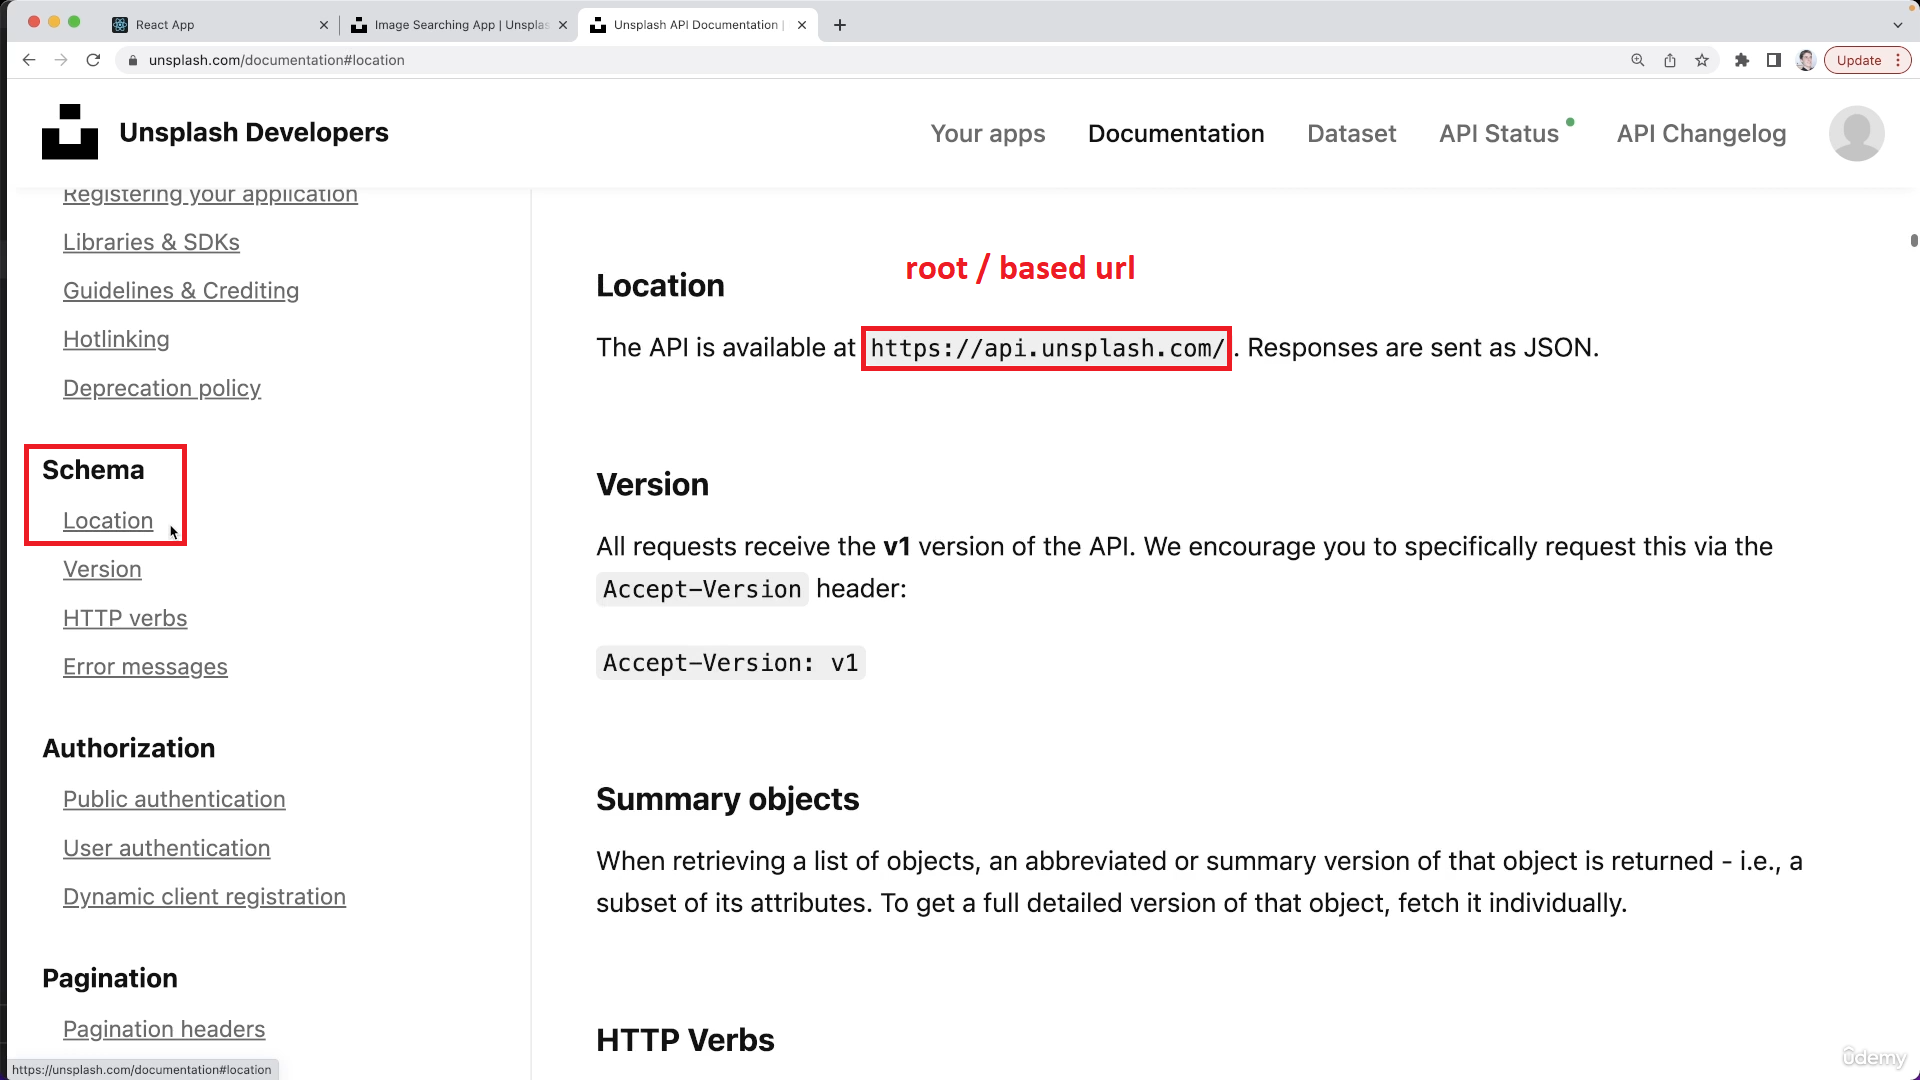 React App
Image Searching App | Unsplas
Unsplash API Documentation |
unsplash.com/documentation#location
Update
Unsplash Developers
Your apps
Documentation
Dataset
API Status
API Changelog
Registering your application
Libraries & SDKs
Guidelines & Crediting
Hotlinking
Deprecation policy
Schema
Location
Version
HTTP verbs
Error messages
Authorization
Public authentication
User authentication
Dynamic client registration
Pagination
Pagination headers
https://unsplash.com/documentation#location
root / based url
Location
The API is available at https://api.unsplash.com/ . Responses are sent as JSON.
Version
All requests receive the v1 version of the API. We encourage you to specifically request this via the
Accept-Version header:
Accept-Version: v1
Summary objects
When retrieving a list of objects, an abbreviated or summary version of that object is returned - i.e., a
subset of its attributes. To get a full detailed version of that object, fetch it individually.
HTTP Verbs
ûdemy